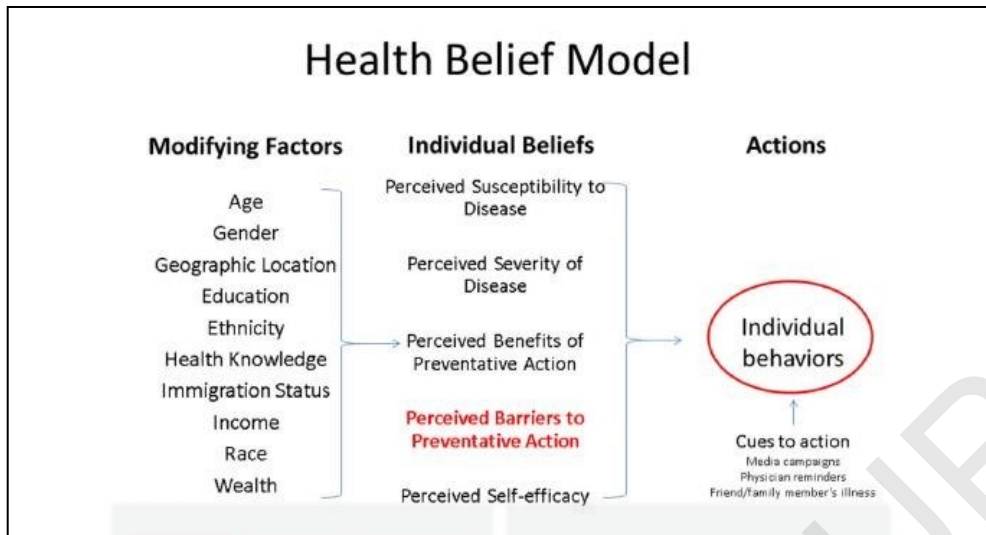 Health Belief Model
Modifying Factors
Age
Gender
Geographic Location
Education
Ethnicity
Health Knowledge
Immigration Status
Income
Race
Wealth
Individual Beliefs
Perceived Susceptibility to
Disease
Perceived Severity of
Disease
Perceived Benefits of
Preventative Action
Perceived Barriers to
Preventative Action
Perceived Self-efficacy
Actions
Individual
behaviors
Cues to action
Media campaigns
Physician reminders
Friend/family member's illness